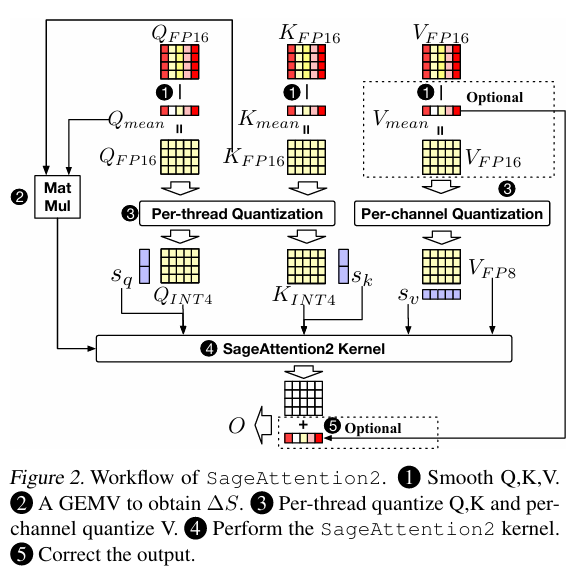 Q_FP16 K_FP16 V_FP16
❶ − ❶ − ❶ −
Optional
Q_mean K_mean V_mean
= = =
Q_FP16 K_FP16 V_FP16
❷ Mat Mul
❸ Per-thread Quantization
❸
Per-channel Quantization
s_q Q_INT4 K_INT4 s_k s_v V_FP8
❹ SageAttention2 Kernel
+ ❺ Optional
O
Figure 2. Workflow of SageAttention2. ❶ Smooth Q,K,V.
❷ A GEMV to obtain ΔS. ❸ Per-thread quantize Q,K and per-
channel quantize V. ❹ Perform the SageAttention2 kernel.
❺ Correct the output.